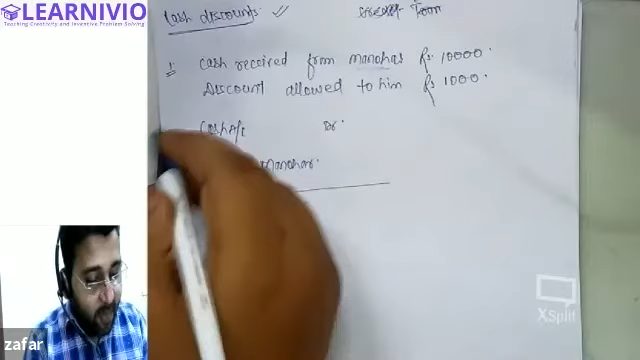 LEARNIVIO
Teaching Creativity and Inventive Problem Solving
Cash discounts
1. Cash received from Manohar Rs. 10000.
Discount allowed to him Rs 1000.
Cash A/c Dr.
Manohar.
zafar
XSplit